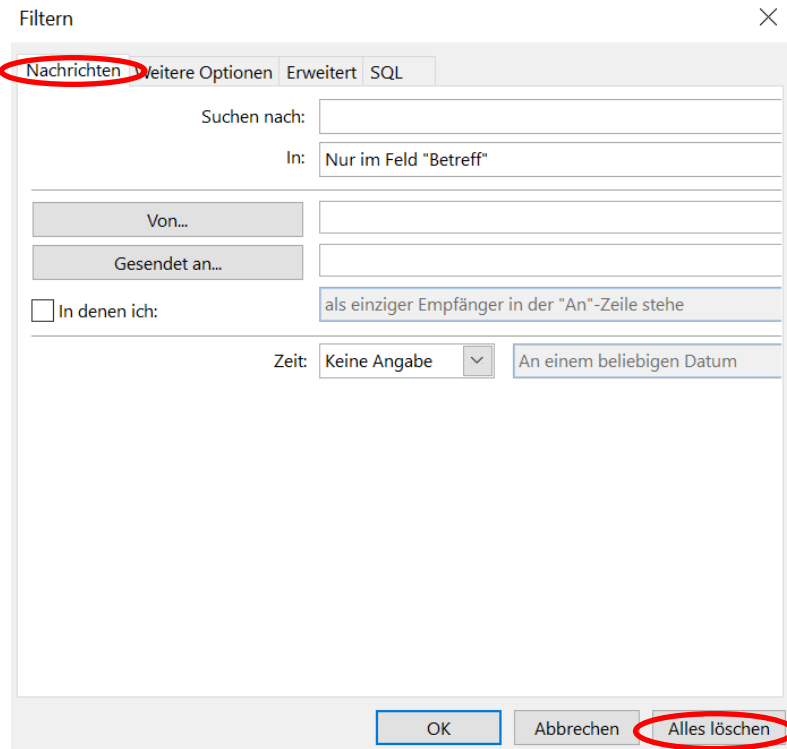 Filtern
Nachrichten Weitere Optionen Erweitert SQL
Suchen nach:
In: Nur im Feld "Betreff"
Von...
Gesendet an...
In denen ich: als einziger Empfänger in der "An"-Zeile stehe
Zeit: Keine Angabe An einem beliebigen Datum
OK Abbrechen Alles löschen